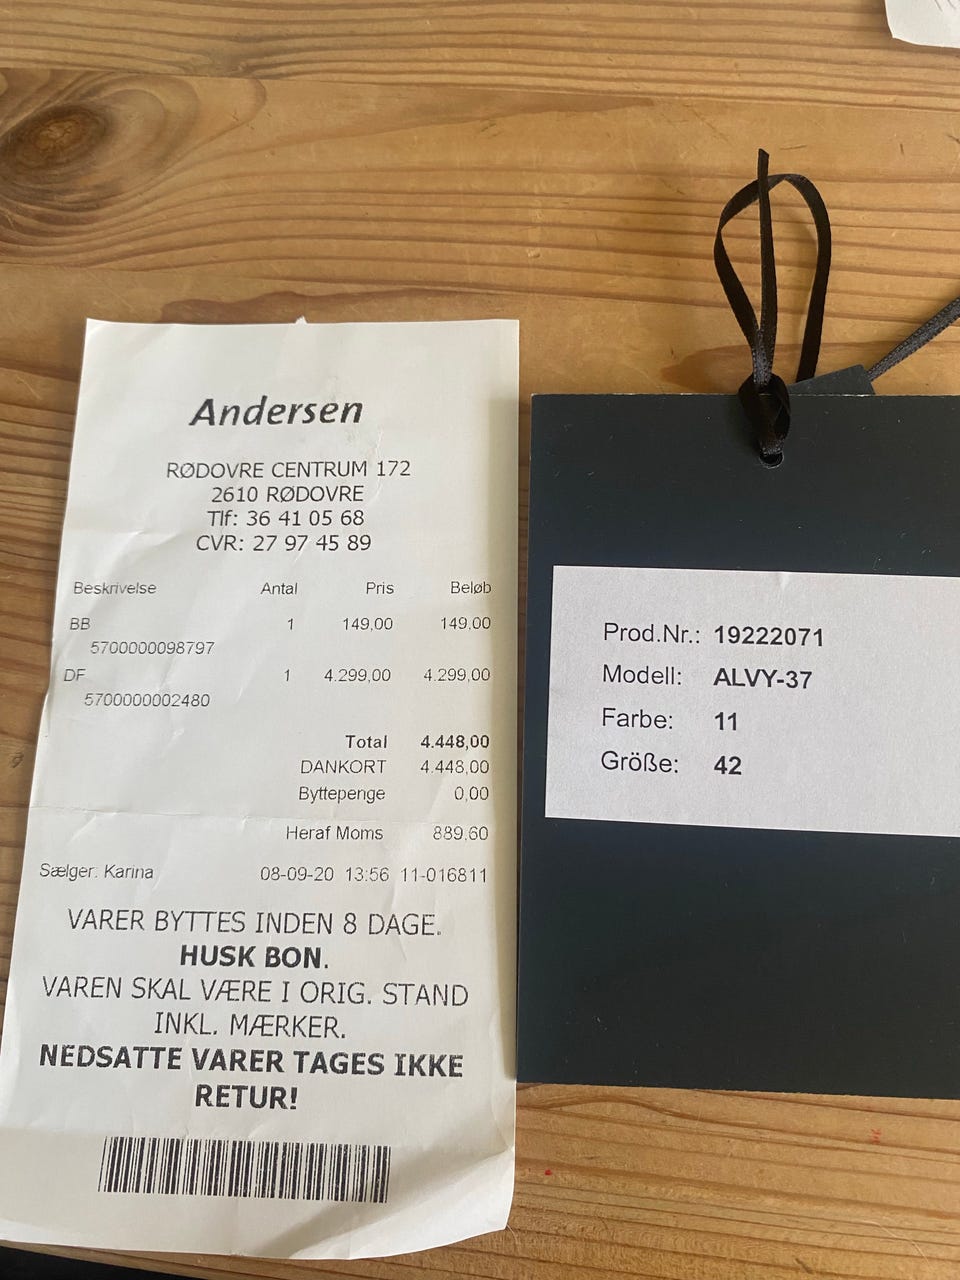 Andersen
RØDOVRE CENTRUM 172
2610 RØDOVRE
Tlf: 36 41 05 68
CVR: 27 97 45 89
Beskrivelse Antal Pris Beløb
BB 1 149,00 149,00
5700000098797
DF 1 4.299,00 4.299,00
5700000002480
Total 4.448,00
DANKORT 4.448,00
Byttepenge 0,00
Heraf Moms 889,60
Sælger: Karina 08-09-20 13:56 11-016811
VARER BYTTES INDEN 8 DAGE.
HUSK BON.
VAREN SKAL VÆRE I ORIG. STAND
INKL. MÆRKER.
NEDSATTE VARER TAGES IKKE
RETUR!
Prod.Nr.: 19222071
Modell: ALVY-37
Farbe: 11
Größe: 42